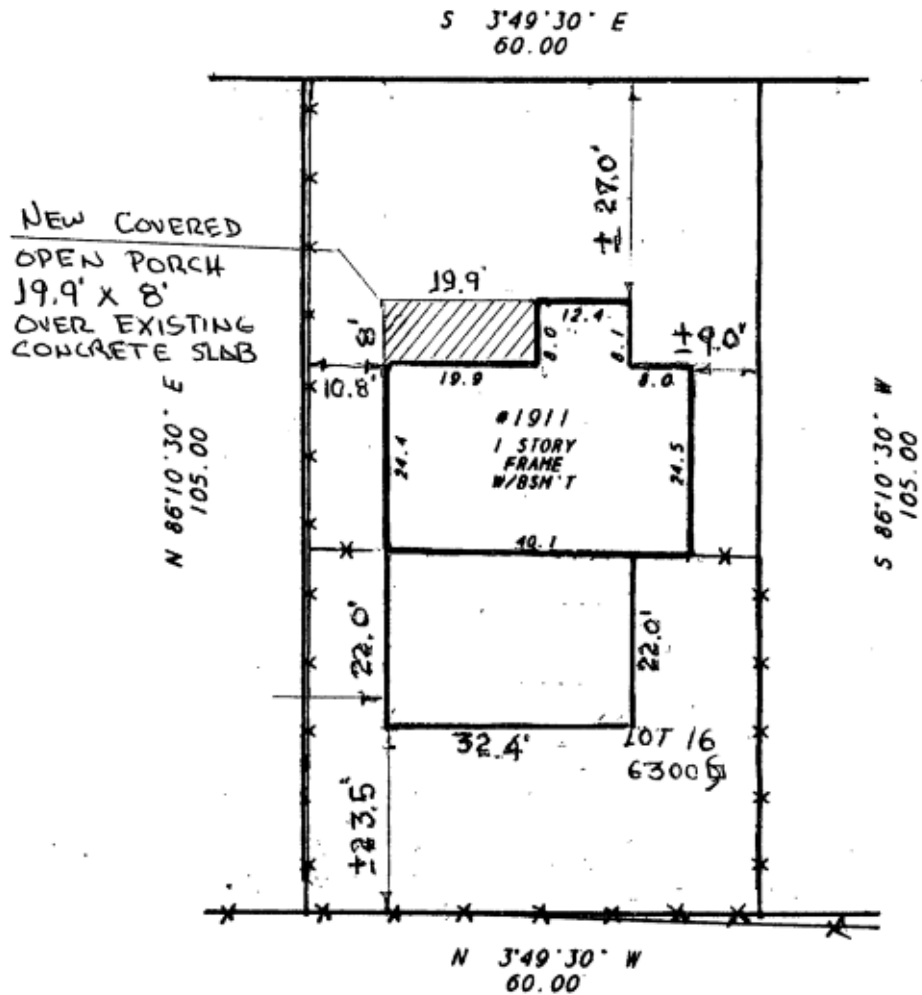 S 3°49'30" E
60.00
± 27.0'
NEW COVERED
OPEN PORCH
19.9' X 8'
OVER EXISTING
CONCRETE SLAB
19.9'
8'
12.4
8.0
8.1
±9.0'
10.8'
19.9
8.0
#1911
1 STORY
FRAME
W/BSM'T
24.4
24.5
40.1
N 86°10'30" E
105.00
S 86°10'30" W
105.00
22.0'
22.0'
32.4'
LOT 16
6300
±23.5'
N 3°49'30" W
60.00